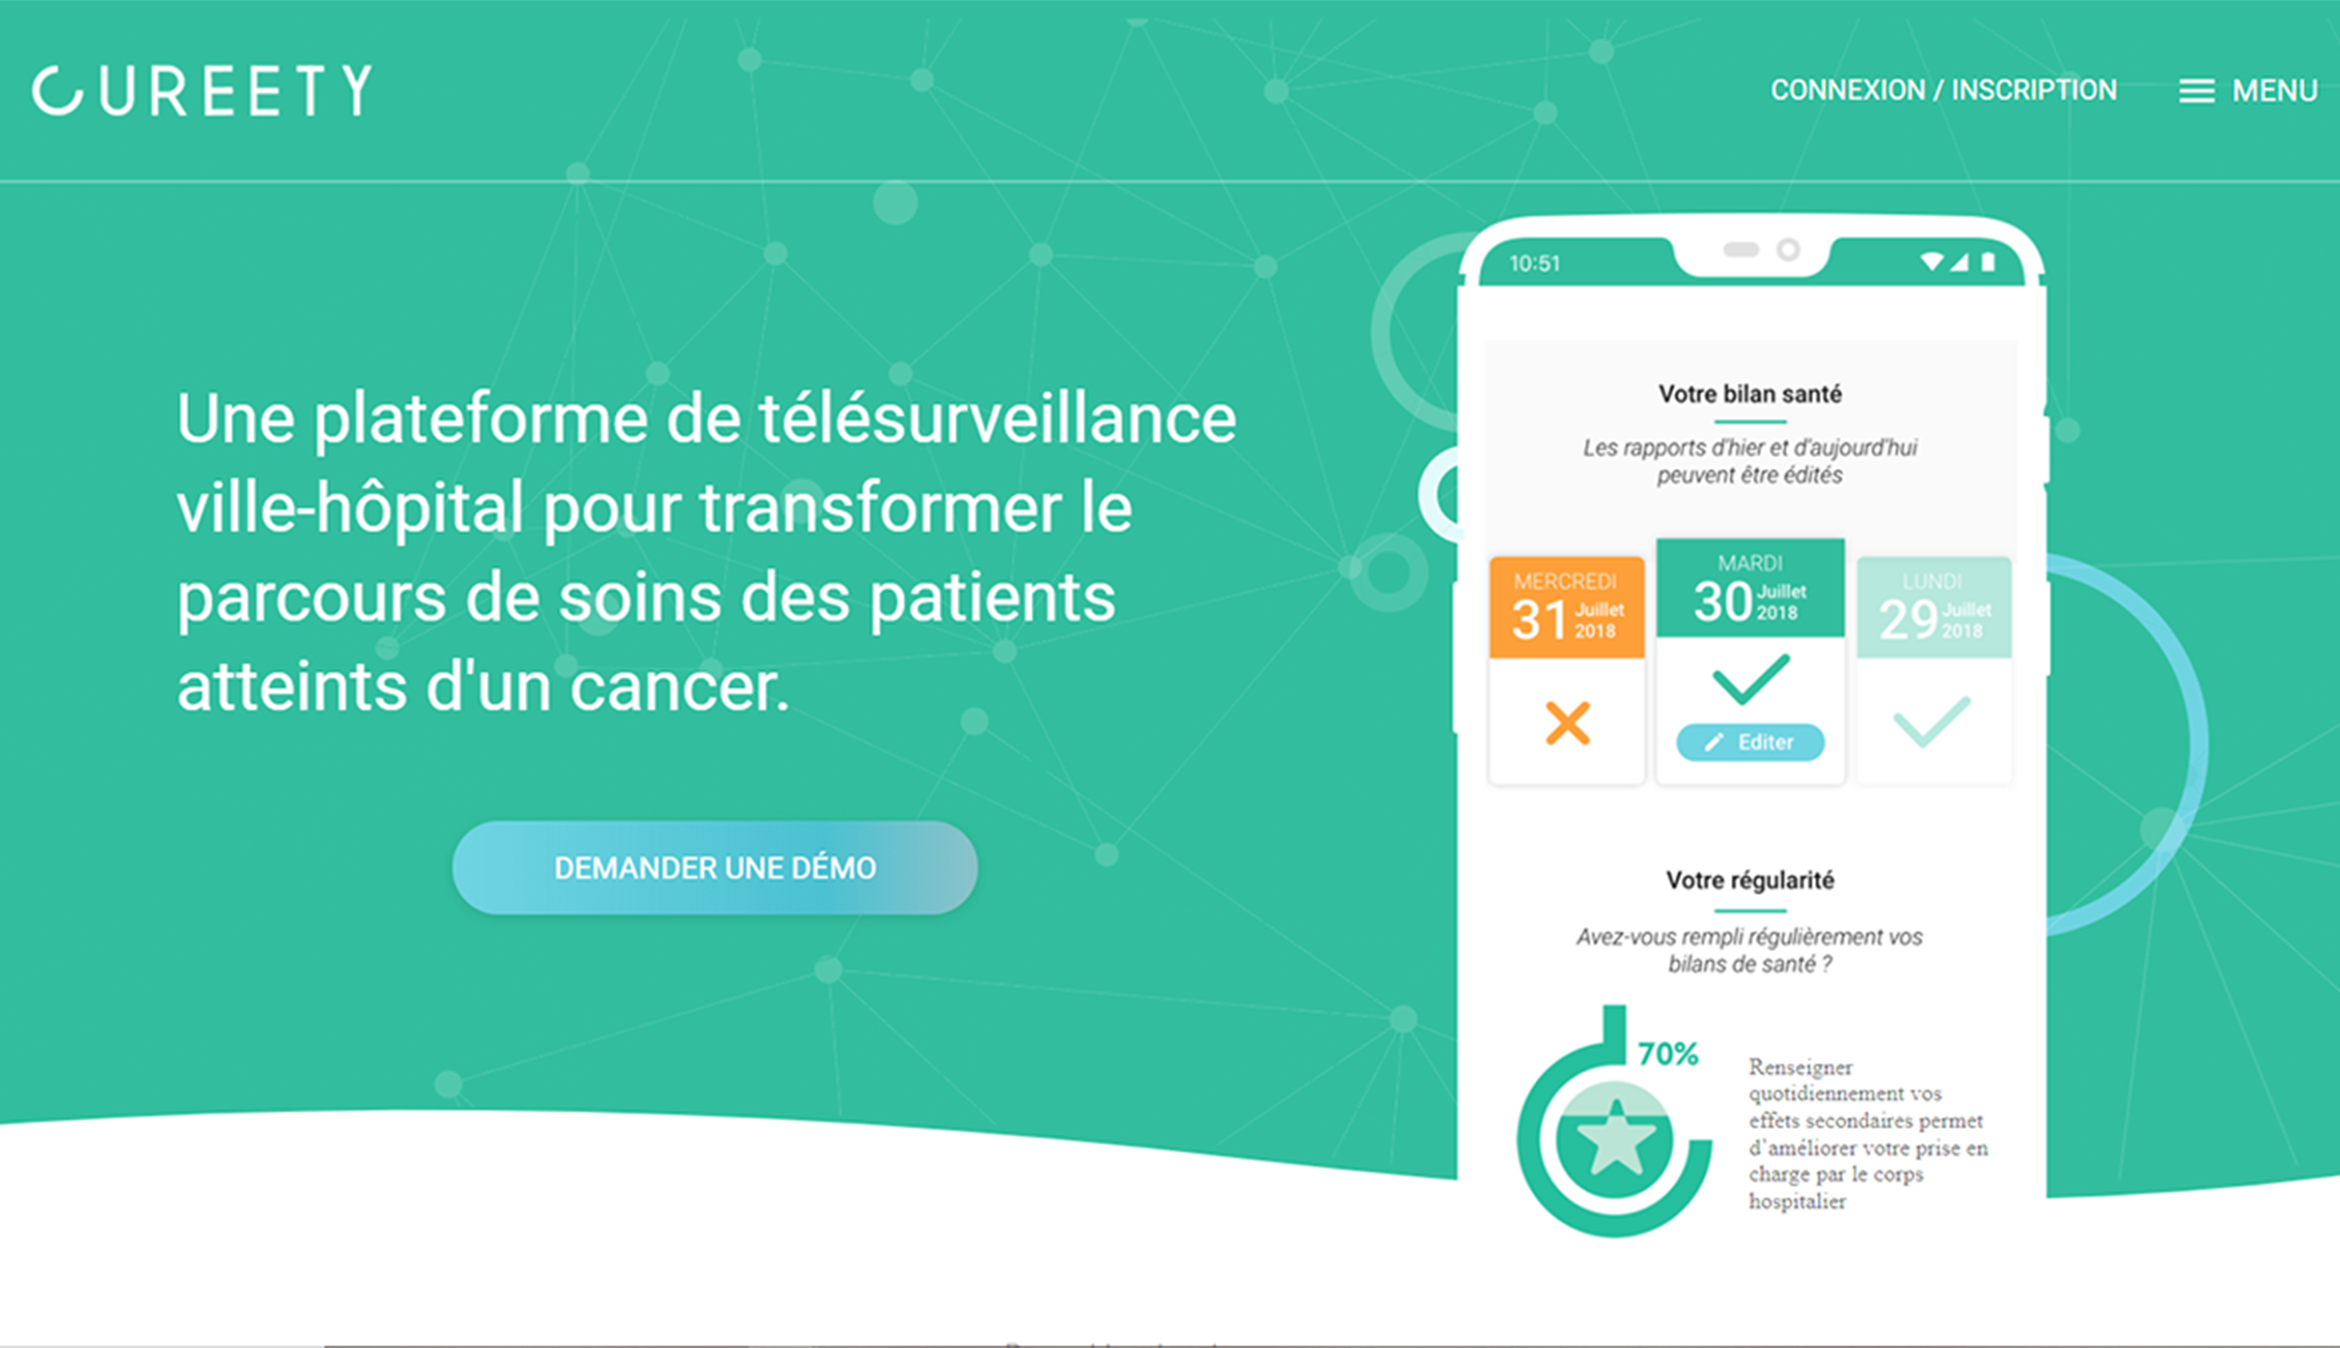 CUREETY
CONNEXION / INSCRIPTION
MENU
Une plateforme de télésurveillance
ville-hôpital pour transformer le
parcours de soins des patients
atteints d'un cancer.
DEMANDER UNE DÉMO
10:51
Votre bilan santé
Les rapports d'hier et d'aujourd'hui
peuvent être édités
MERCREDI
31 Juillet
2018
MARDI
30 Juillet
2018
Editer
LUNDI
29 Juillet
2018
Votre régularité
Avez-vous rempli régulièrement vos
bilans de santé ?
70%
Renseigner
quotidiennement vos
effets secondaires permet
d'améliorer votre prise en
charge par le corps
hospitalier